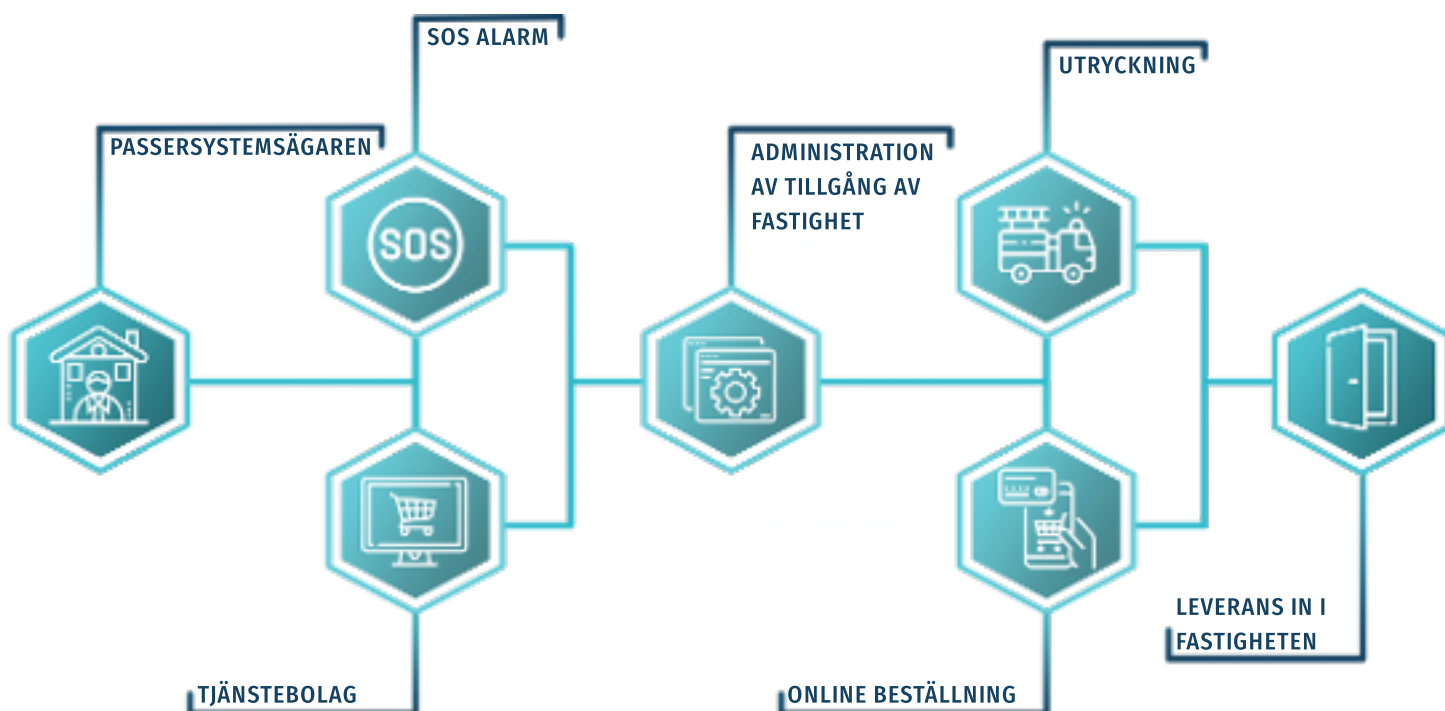 SOS ALARM
UTRYCKNING
PASSERSYSTEMSÄGAREN
ADMINISTRATION
AV TILLGÅNG AV
FASTIGHET
SOS
LEVERANS IN I
FASTIGHETEN
TJÄNSTEBOLAG
ONLINE BESTÄLLNING